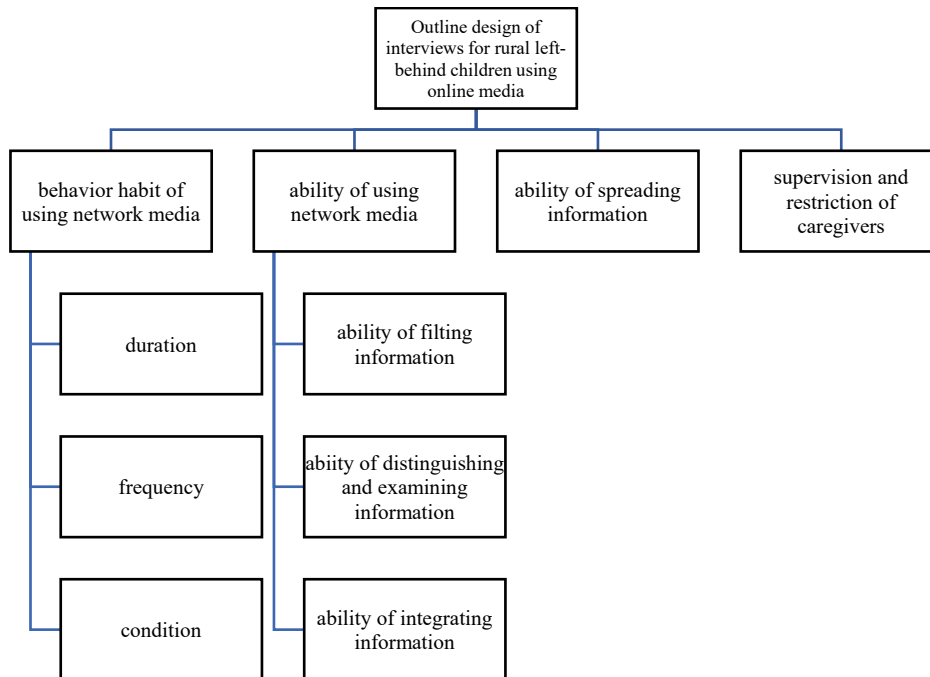 Outline design of
interviews for rural left-
behind children using
online media
behavior habit of
using network media
ability of using
network media
ability of spreading
information
supervision and
restriction of
caregivers
duration
ability of filting
information
frequency
abiity of distinguishing
and examining
information
condition
ability of integrating
information